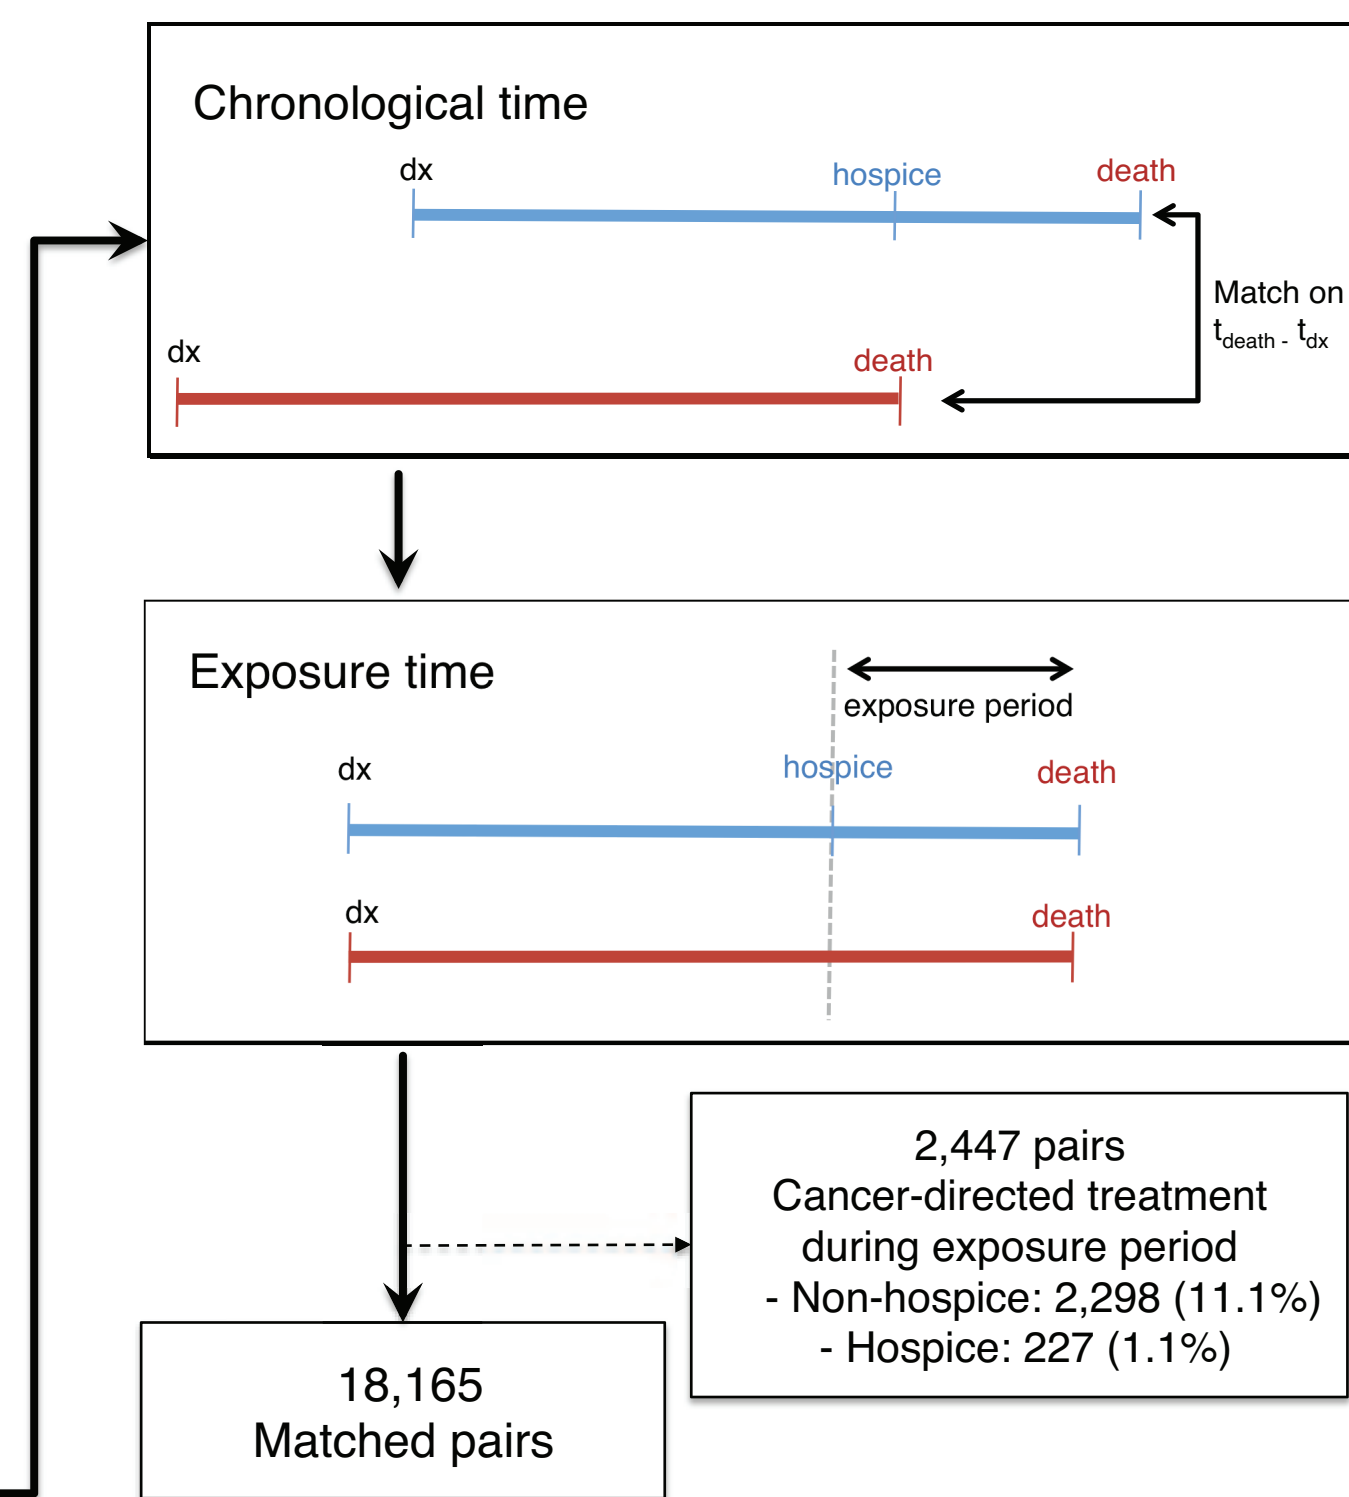 Chronological time
dx
hospice
death
Match on
t_death - t_dx
dx
death
Exposure time
exposure period
dx
hospice
death
dx
death
2,447 pairs
Cancer-directed treatment
during exposure period
- Non-hospice: 2,298 (11.1%)
- Hospice: 227 (1.1%)
18,165
Matched pairs